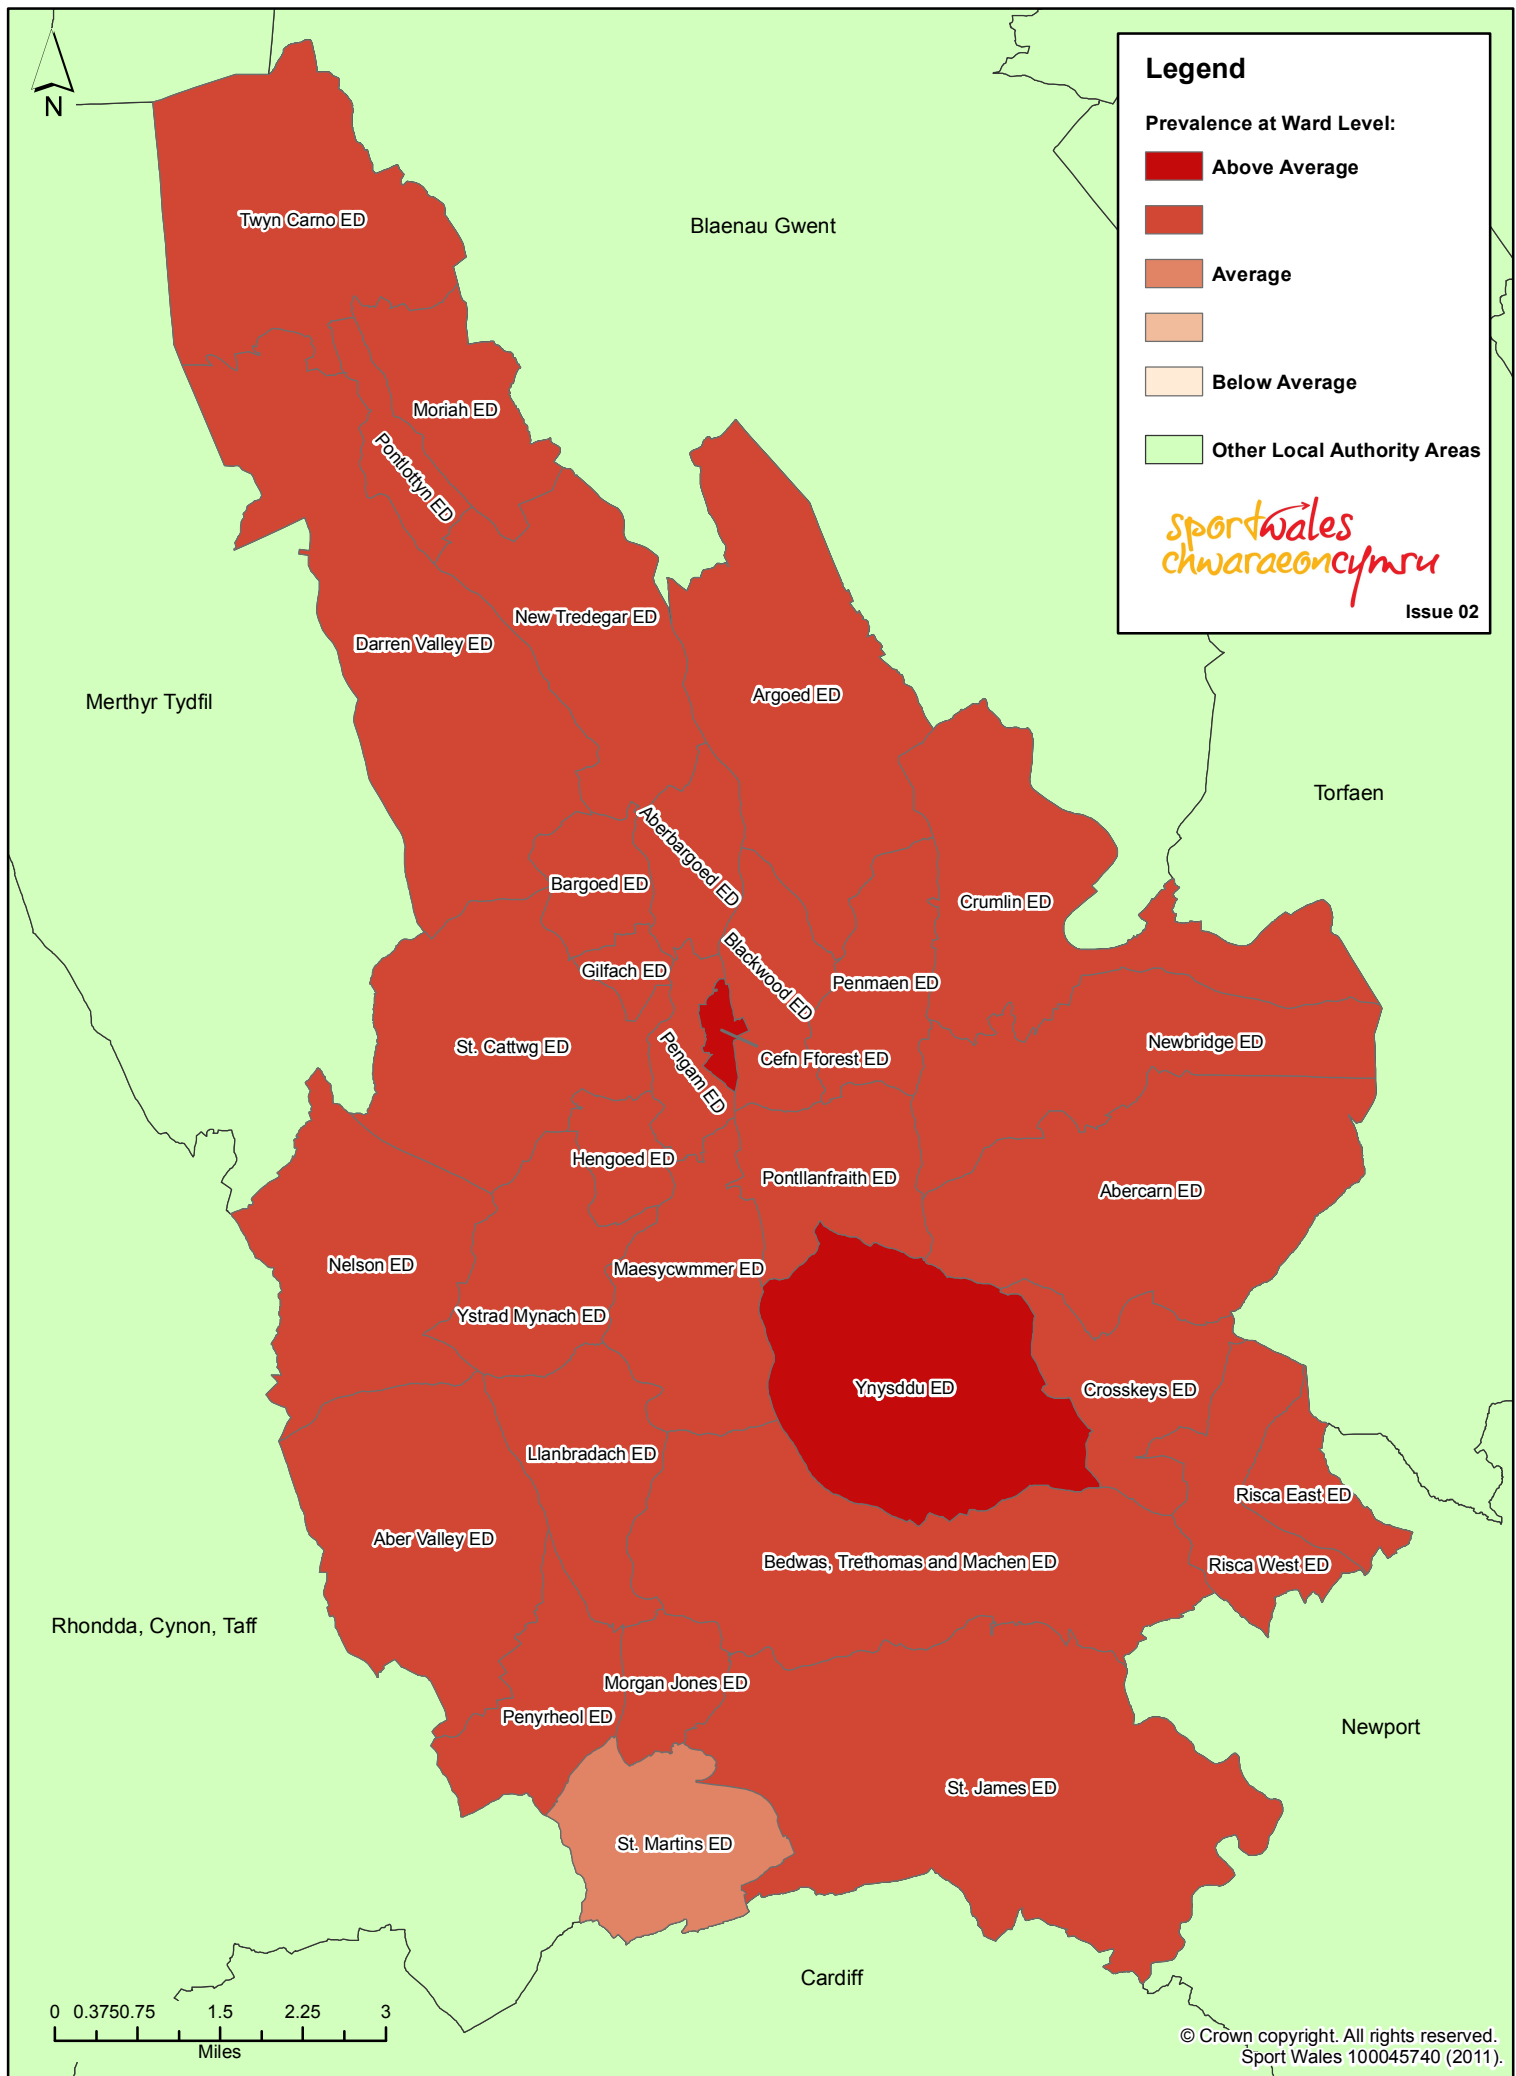 N
Legend
Prevalence at Ward Level:
Above Average
Average
Below Average
Other Local Authority Areas
sportwales
chwaraeoncymru
Issue 02
Twyn Carno ED
Blaenau Gwent
Moriah ED
Pontlottyn ED
New Tredegar ED
Darren Valley ED
Argoed ED
Merthyr Tydfil
Torfaen
Aberbargoed ED
Bargoed ED
Crumlin ED
Gilfach ED
Blackwood ED
Penmaen ED
St. Cattwg ED
Pengam ED
Cefn Fforest ED
Newbridge ED
Hengoed ED
Pontllanfraith ED
Abercarn ED
Nelson ED
Maesycwmmer ED
Ystrad Mynach ED
Ynysddu ED
Crosskeys ED
Llanbradach ED
Risca East ED
Aber Valley ED
Bedwas, Trethomas and Machen ED
Risca West ED
Rhondda, Cynon, Taff
Morgan Jones ED
Penyrheol ED
Newport
St. James ED
St. Martins ED
Cardiff
0 0.375 0.75 1.5 2.25 3
Miles
© Crown copyright. All rights reserved.
Sport Wales 100045740 (2011).